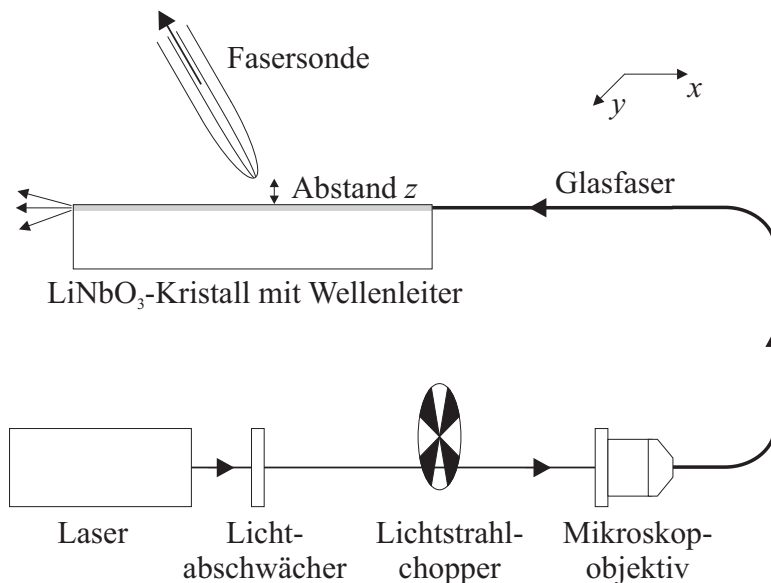 Fasersonde
x
y
Abstand z
Glasfaser
LiNbO₃-Kristall mit Wellenleiter
Laser
Licht-
abschwächer
Lichtstrahl-
chopper
Mikroskop-
objektiv